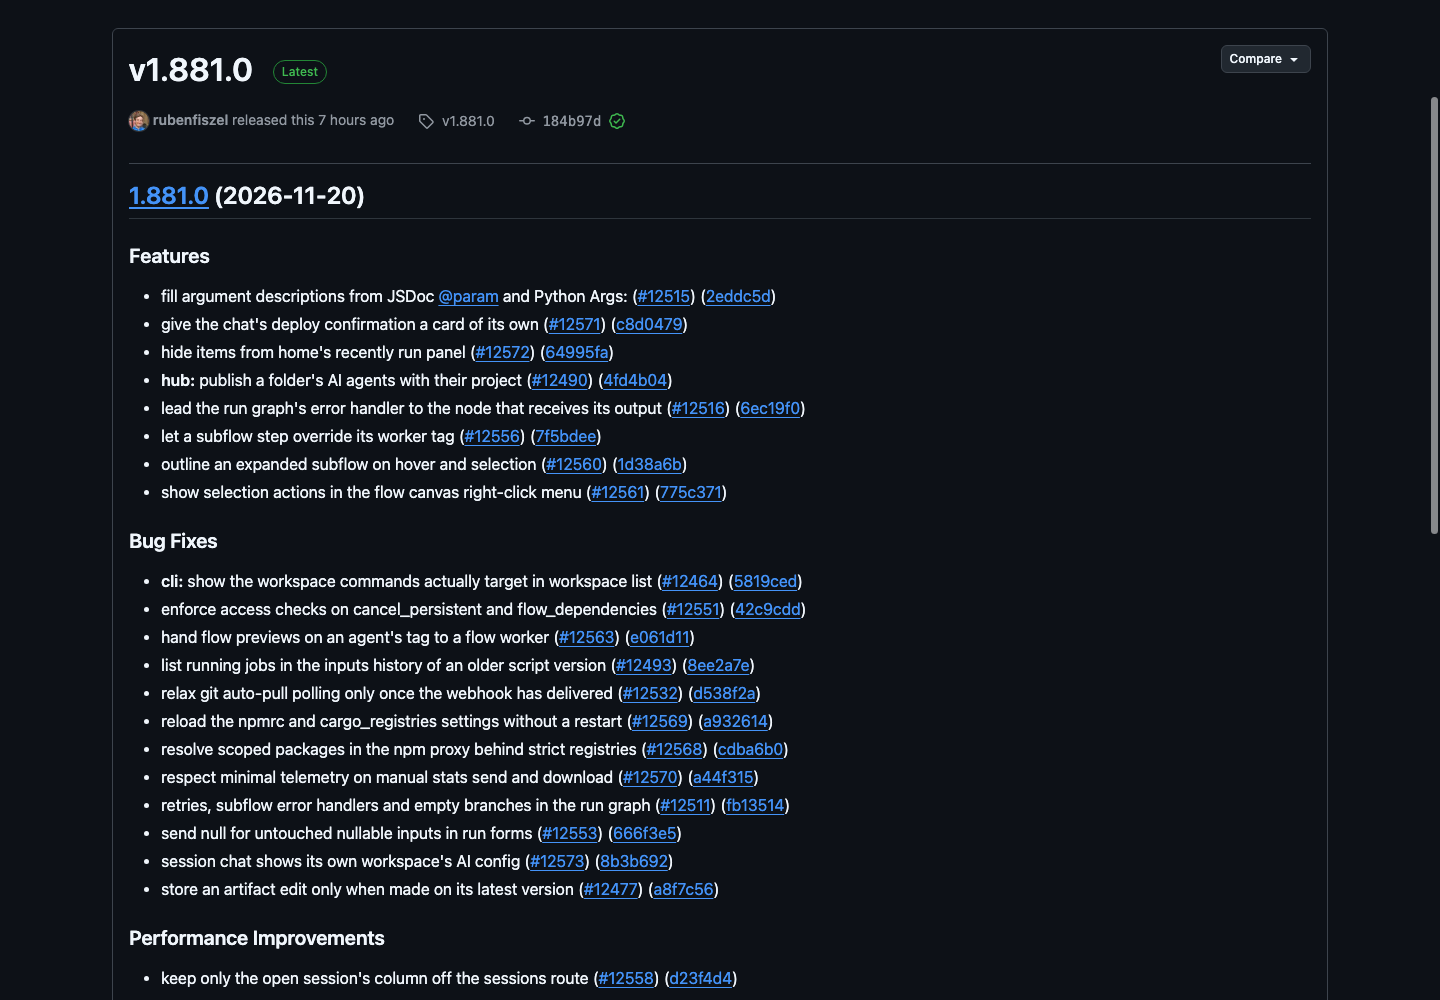 v1.881.0 Latest
Compare
rubenfiszel released this 7 hours ago v1.881.0 184b97d
1.881.0 (2026-11-20)
Features
• fill argument descriptions from JSDoc @param and Python Args: (#12515) (2eddc5d)
• give the chat's deploy confirmation a card of its own (#12571) (c8d0479)
• hide items from home's recently run panel (#12572) (64995fa)
• hub: publish a folder's AI agents with their project (#12490) (4fd4b04)
• lead the run graph's error handler to the node that receives its output (#12516) (6ec19f0)
• let a subflow step override its worker tag (#12556) (7f5bdee)
• outline an expanded subflow on hover and selection (#12560) (1d38a6b)
• show selection actions in the flow canvas right-click menu (#12561) (775c371)
Bug Fixes
• cli: show the workspace commands actually target in workspace list (#12464) (5819ced)
• enforce access checks on cancel_persistent and flow_dependencies (#12551) (42c9cdd)
• hand flow previews on an agent's tag to a flow worker (#12563) (e061d11)
• list running jobs in the inputs history of an older script version (#12493) (8ee2a7e)
• relax git auto-pull polling only once the webhook has delivered (#12532) (d538f2a)
• reload the npmrc and cargo_registries settings without a restart (#12569) (a932614)
• resolve scoped packages in the npm proxy behind strict registries (#12568) (cdba6b0)
• respect minimal telemetry on manual stats send and download (#12570) (a44f315)
• retries, subflow error handlers and empty branches in the run graph (#12511) (fb13514)
• send null for untouched nullable inputs in run forms (#12553) (666f3e5)
• session chat shows its own workspace's AI config (#12573) (8b3b692)
• store an artifact edit only when made on its latest version (#12477) (a8f7c56)
Performance Improvements
• keep only the open session's column off the sessions route (#12558) (d23f4d4)